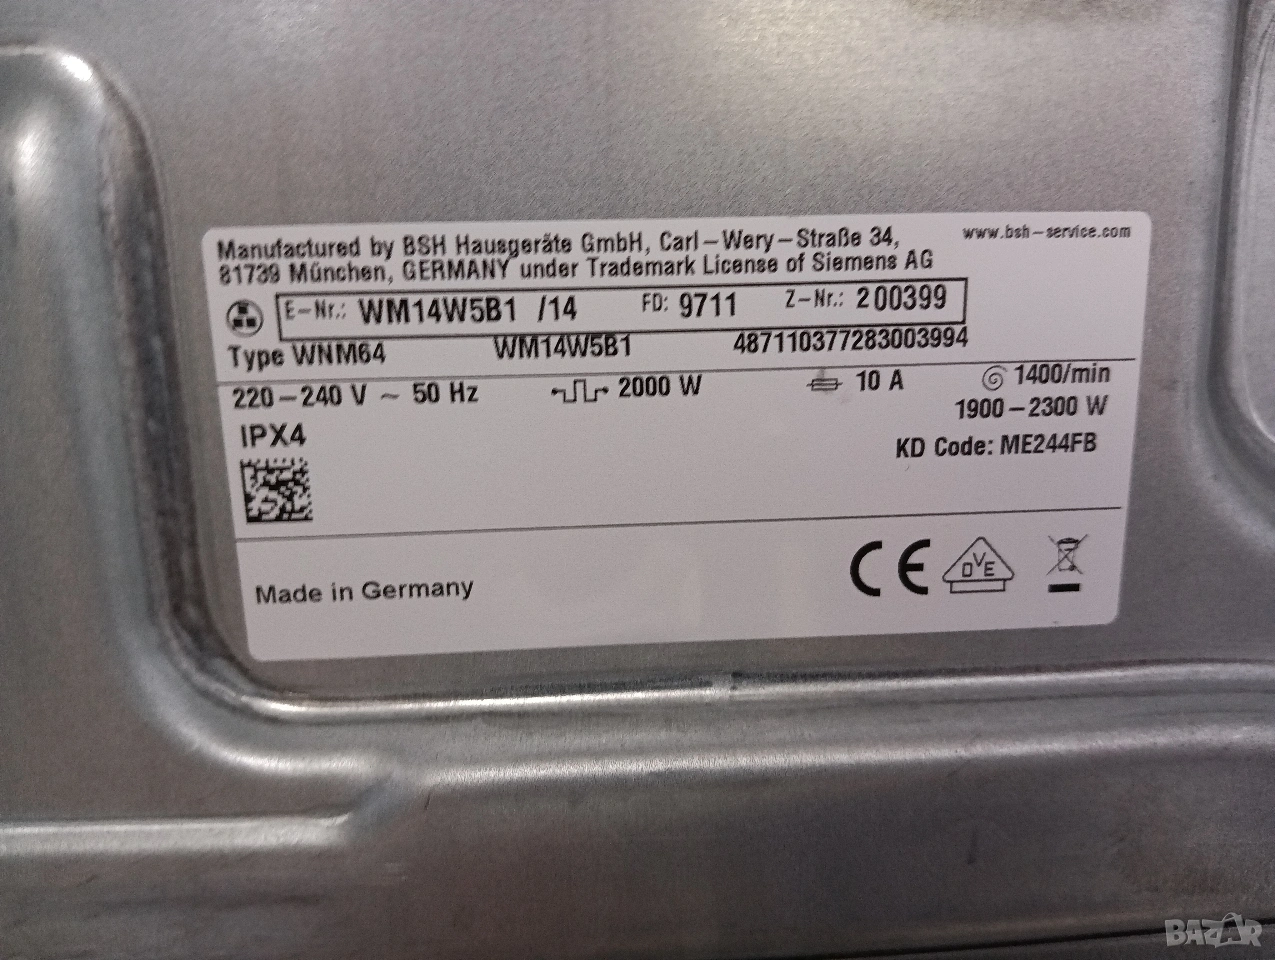 Manufactured by BSH Hausgeräte GmbH, Carl-Wery-Straße 34, www.bsh-service.com
81739 München, GERMANY under Trademark License of Siemens AG
E-Nr.: WM14W5B1 /14 FD: 9711 Z-Nr.: 200399
Type WNM64 WM14W5B1 487110377283003994
220-240 V ~ 50 Hz 2000 W 10 A 1400/min
1900-2300 W
IPX4
KD Code: ME244FB
CE DVE
Made in Germany
BAZAR